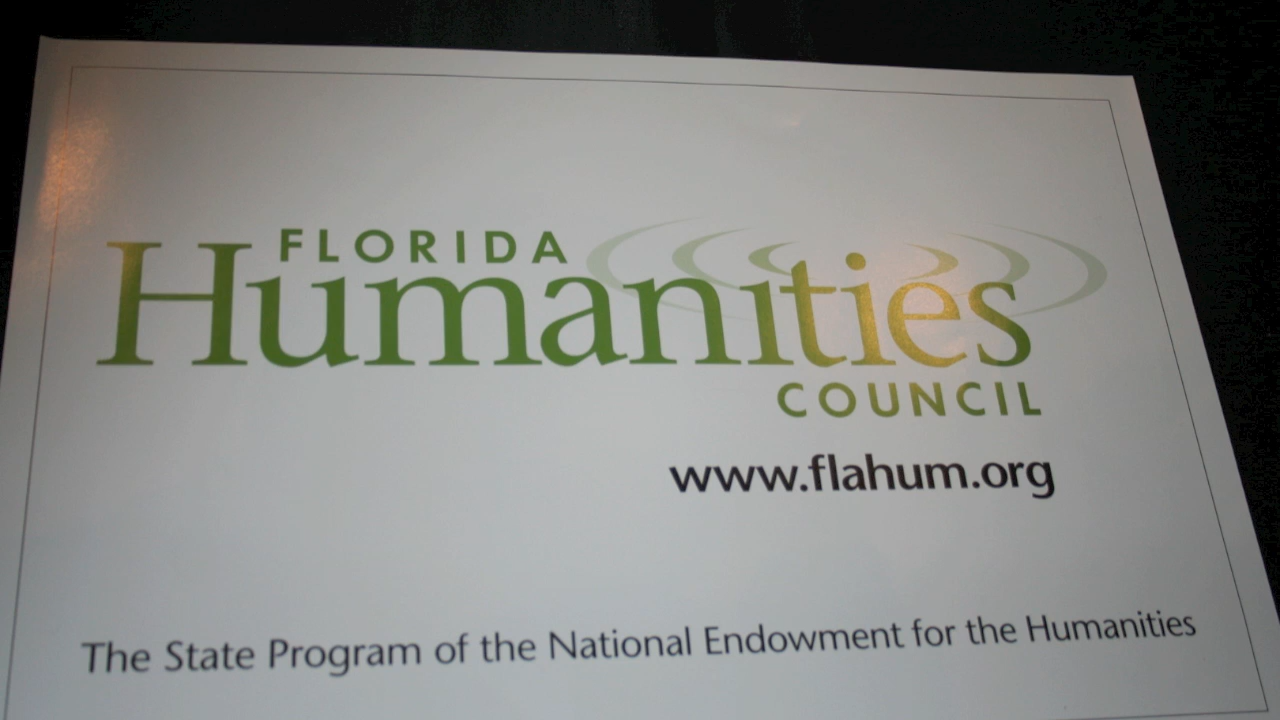 FLORIDA
Humanities
COUNCIL
www.flahum.org
The State Program of the National Endowment for the Humanities